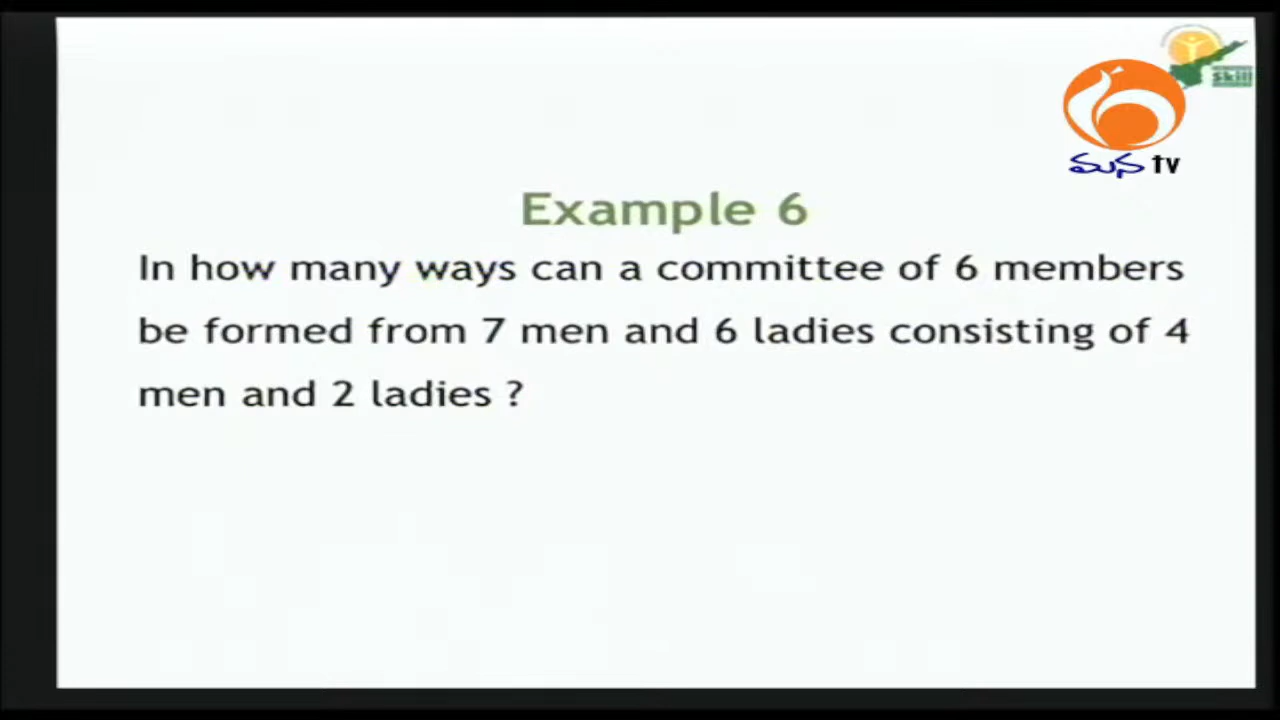 Skill
మన tv
Example 6
In how many ways can a committee of 6 members
be formed from 7 men and 6 ladies consisting of 4
men and 2 ladies ?